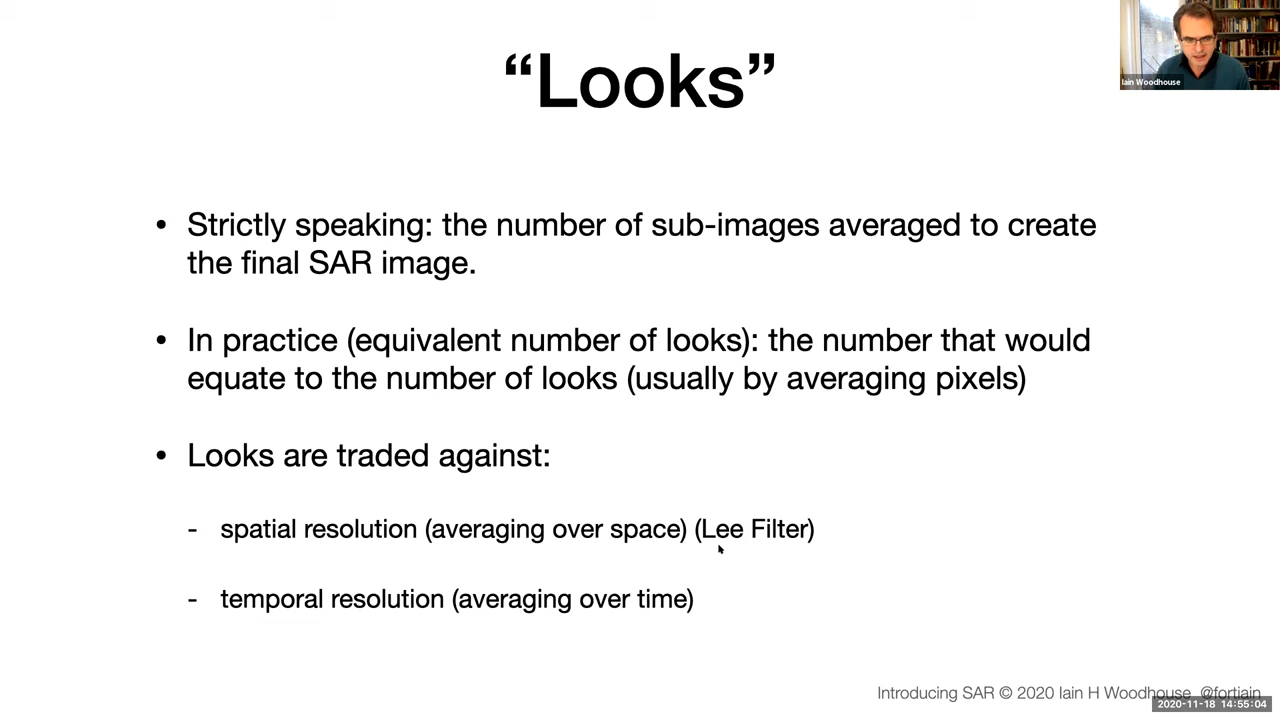 “Looks”
Iain Woodhouse
• Strictly speaking: the number of sub-images averaged to create
the final SAR image.
• In practice (equivalent number of looks): the number that would
equate to the number of looks (usually by averaging pixels)
• Looks are traded against:
- spatial resolution (averaging over space) (Lee Filter)
- temporal resolution (averaging over time)
Introducing SAR © 2020 Iain H Woodhouse @fortiain
2020-11-18 14:55:04